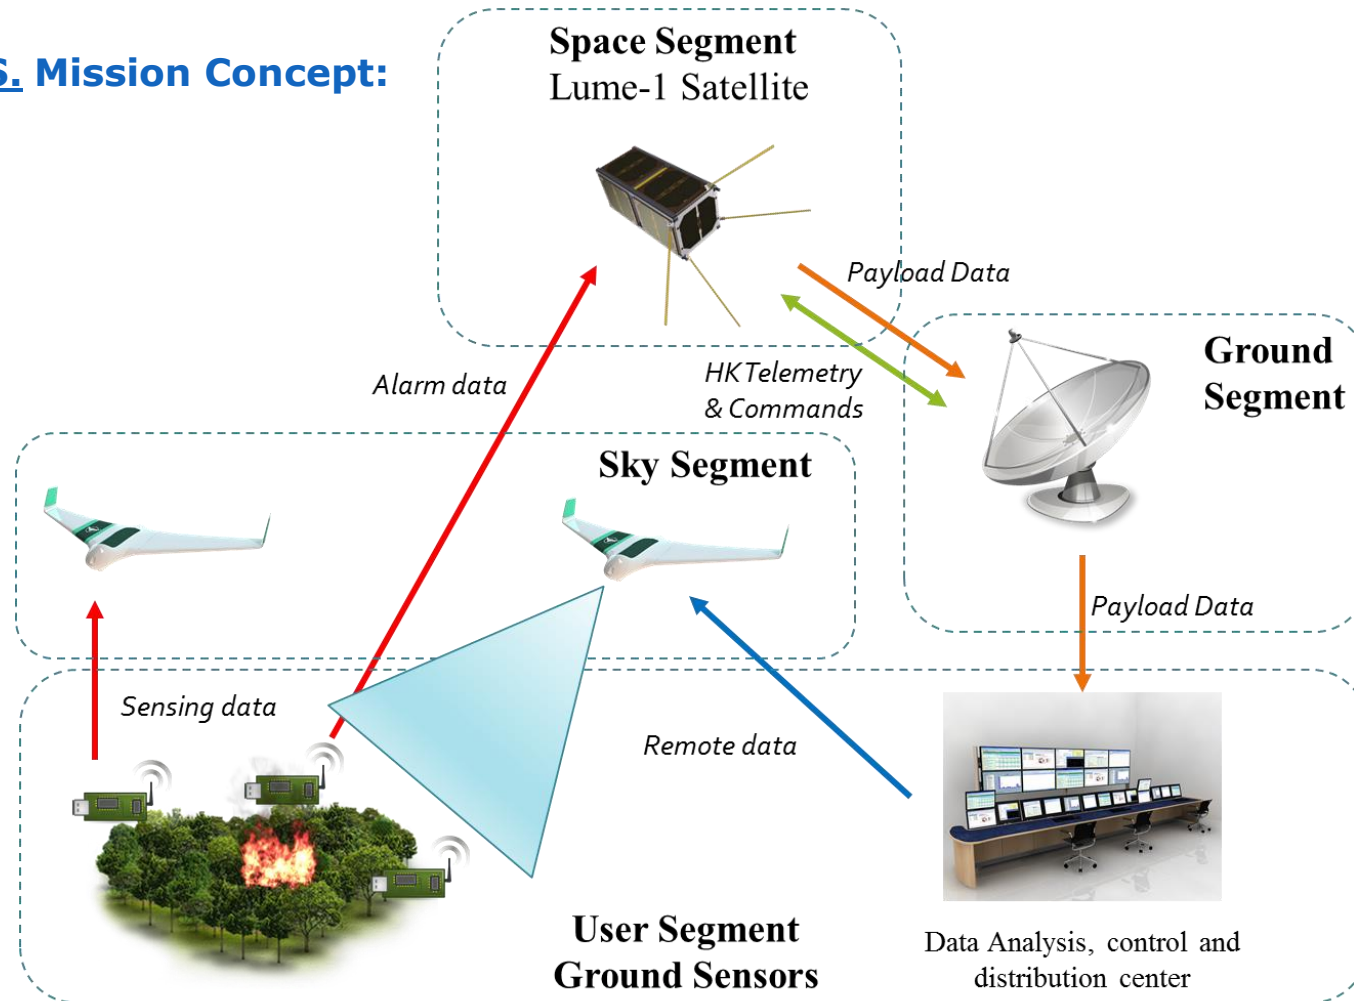 S. Mission Concept:
Space Segment
Lume-1 Satellite
Payload Data
Ground
Segment
HK Telemetry
& Commands
Alarm data
Sky Segment
Payload Data
Sensing data
Remote data
User Segment
Ground Sensors
Data Analysis, control and
distribution center